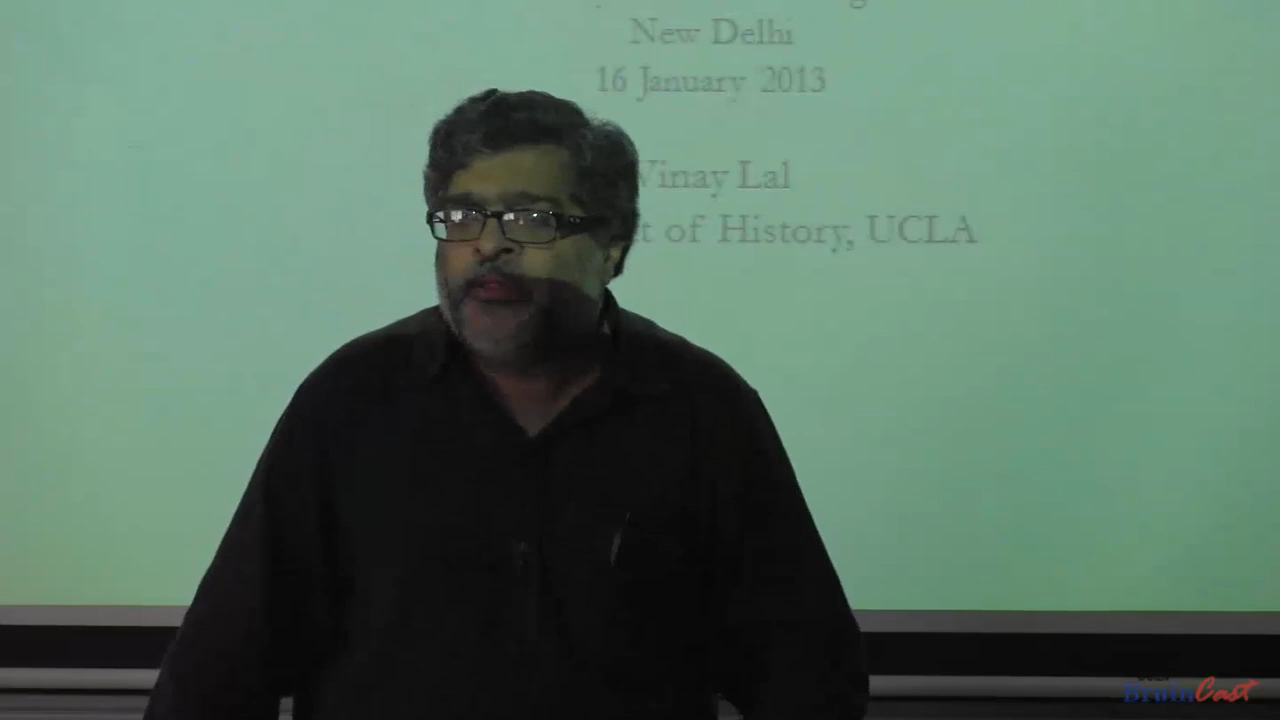 New Delhi
16 January 2013
Vinay Lal
of History, UCLA
BruinCast